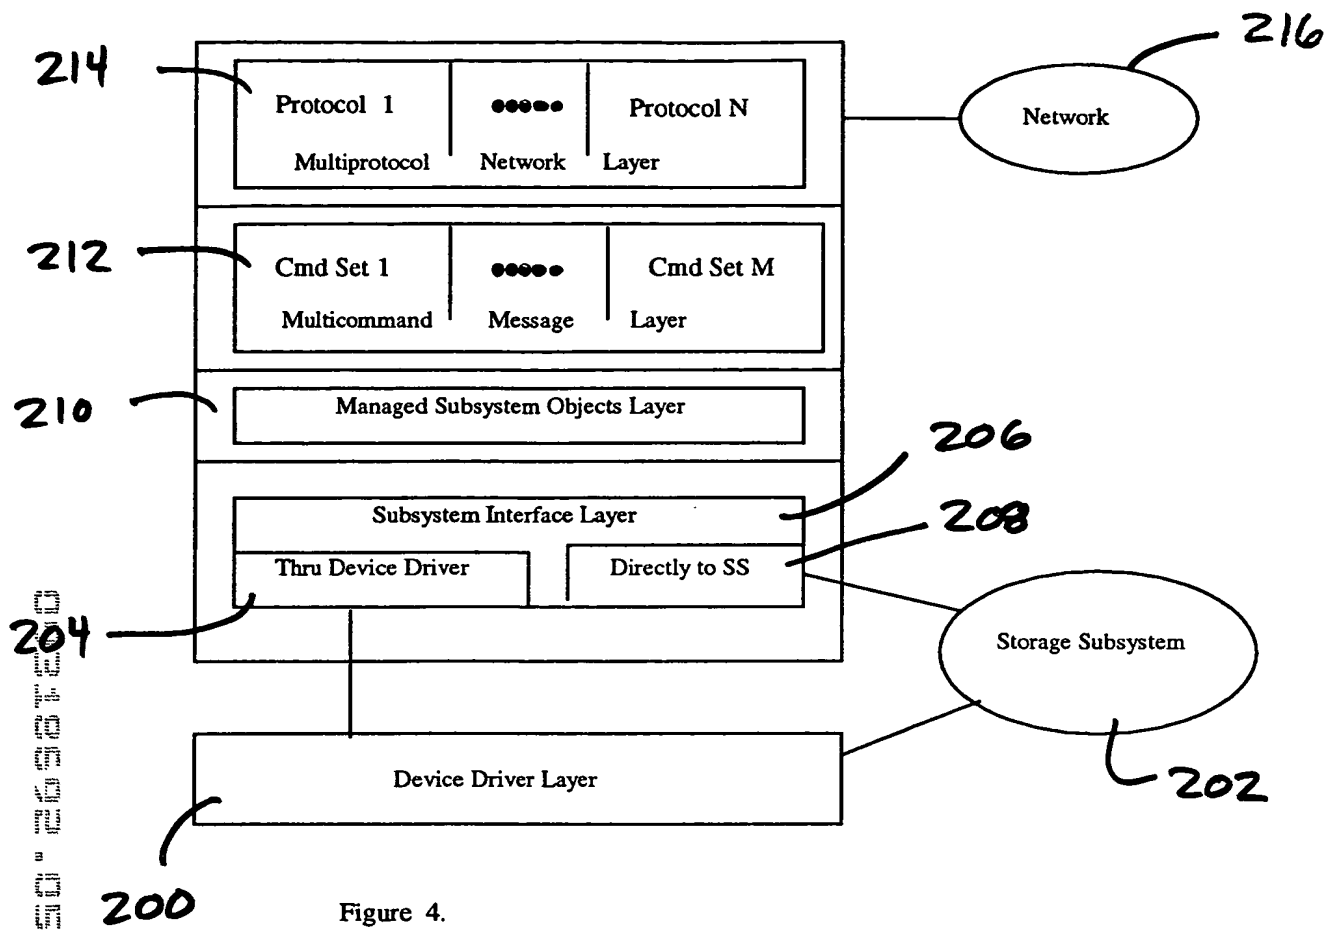 216
214
Protocol 1
Protocol N
Multiprotocol Network Layer
Network
212
Cmd Set 1
Cmd Set M
Multicommand Message Layer
210
Managed Subsystem Objects Layer
206
Subsystem Interface Layer
208
Thru Device Driver
Directly to SS
204
Storage Subsystem
Device Driver Layer
202
200
Figure 4.